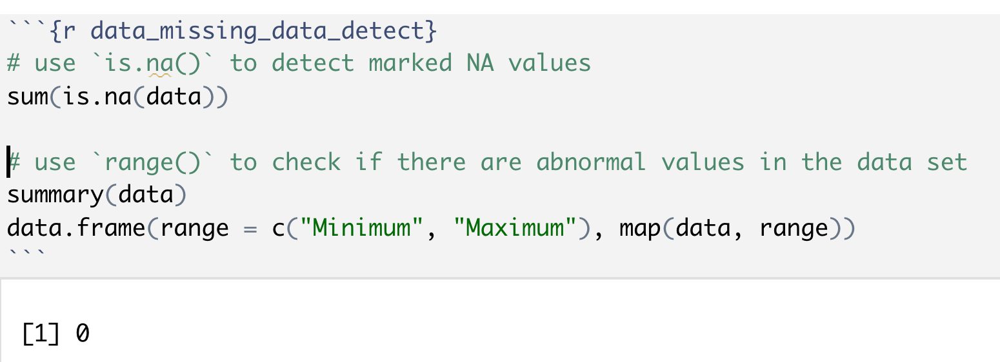 ```{r data_missing_data_detect}
# use `is.na()` to detect marked NA values
sum(is.na(data))
# use `range()` to check if there are abnormal values in the data set
summary(data)
data.frame(range = c("Minimum", "Maximum"), map(data, range))
```
[1] 0